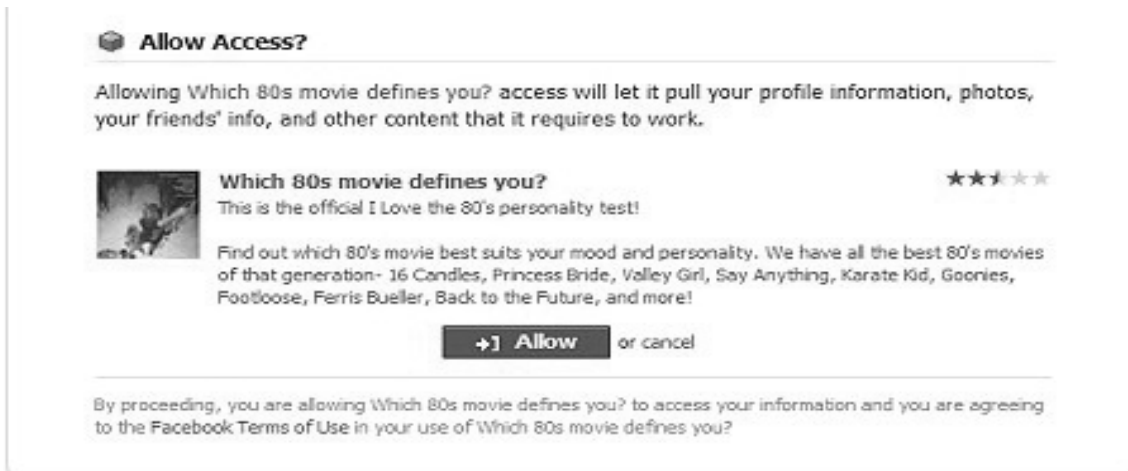 Allow Access?
Allowing Which 80s movie defines you? access will let it pull your profile information, photos,
your friends' info, and other content that it requires to work.
Which 80s movie defines you?
This is the official I Love the 80's personality test!
Find out which 80's movie best suits your mood and personality. We have all the best 80's movies
of that generation- 16 Candles, Princess Bride, Valley Girl, Say Anything, Karate Kid, Goonies,
Footloose, Ferris Bueller, Back to the Future, and more!
Allow or cancel
By proceeding, you are allowing Which 80s movie defines you? to access your information and you are agreeing
to the Facebook Terms of Use in your use of Which 80s movie defines you?